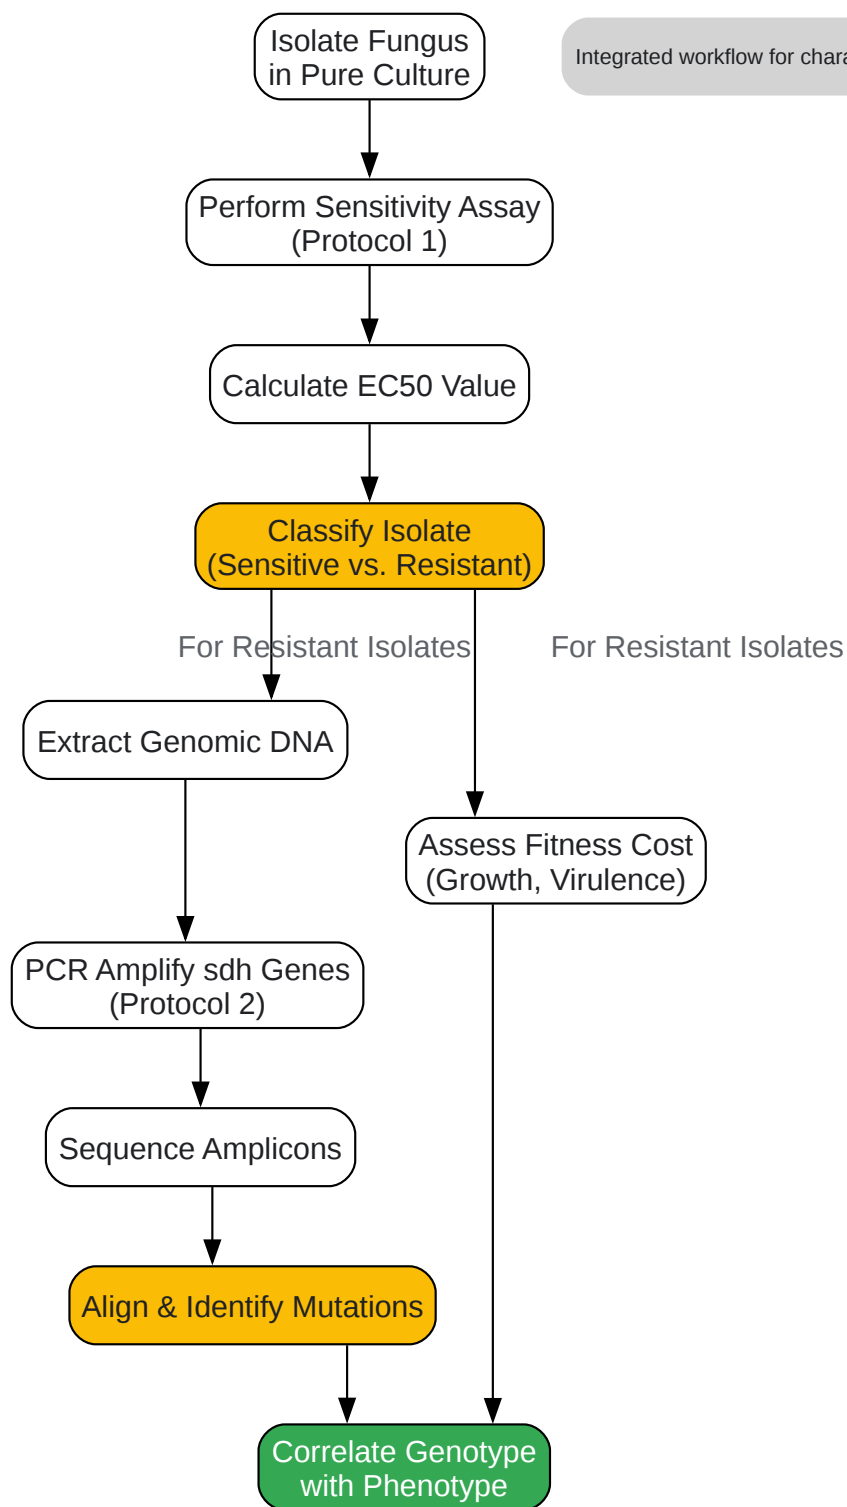 Isolate Fungus
in Pure Culture
Integrated workflow for
Perform Sensitivity Assay
(Protocol 1)
Calculate EC50 Value
Classify Isolate
(Sensitive vs. Resistant)
For Resistant Isolates
For Resistant Isolates
Extract Genomic DNA
Assess Fitness Cost
(Growth, Virulence)
PCR Amplify sdh Genes
(Protocol 2)
Sequence Amplicons
Align & Identify Mutations
Correlate Genotype
with Phenotype